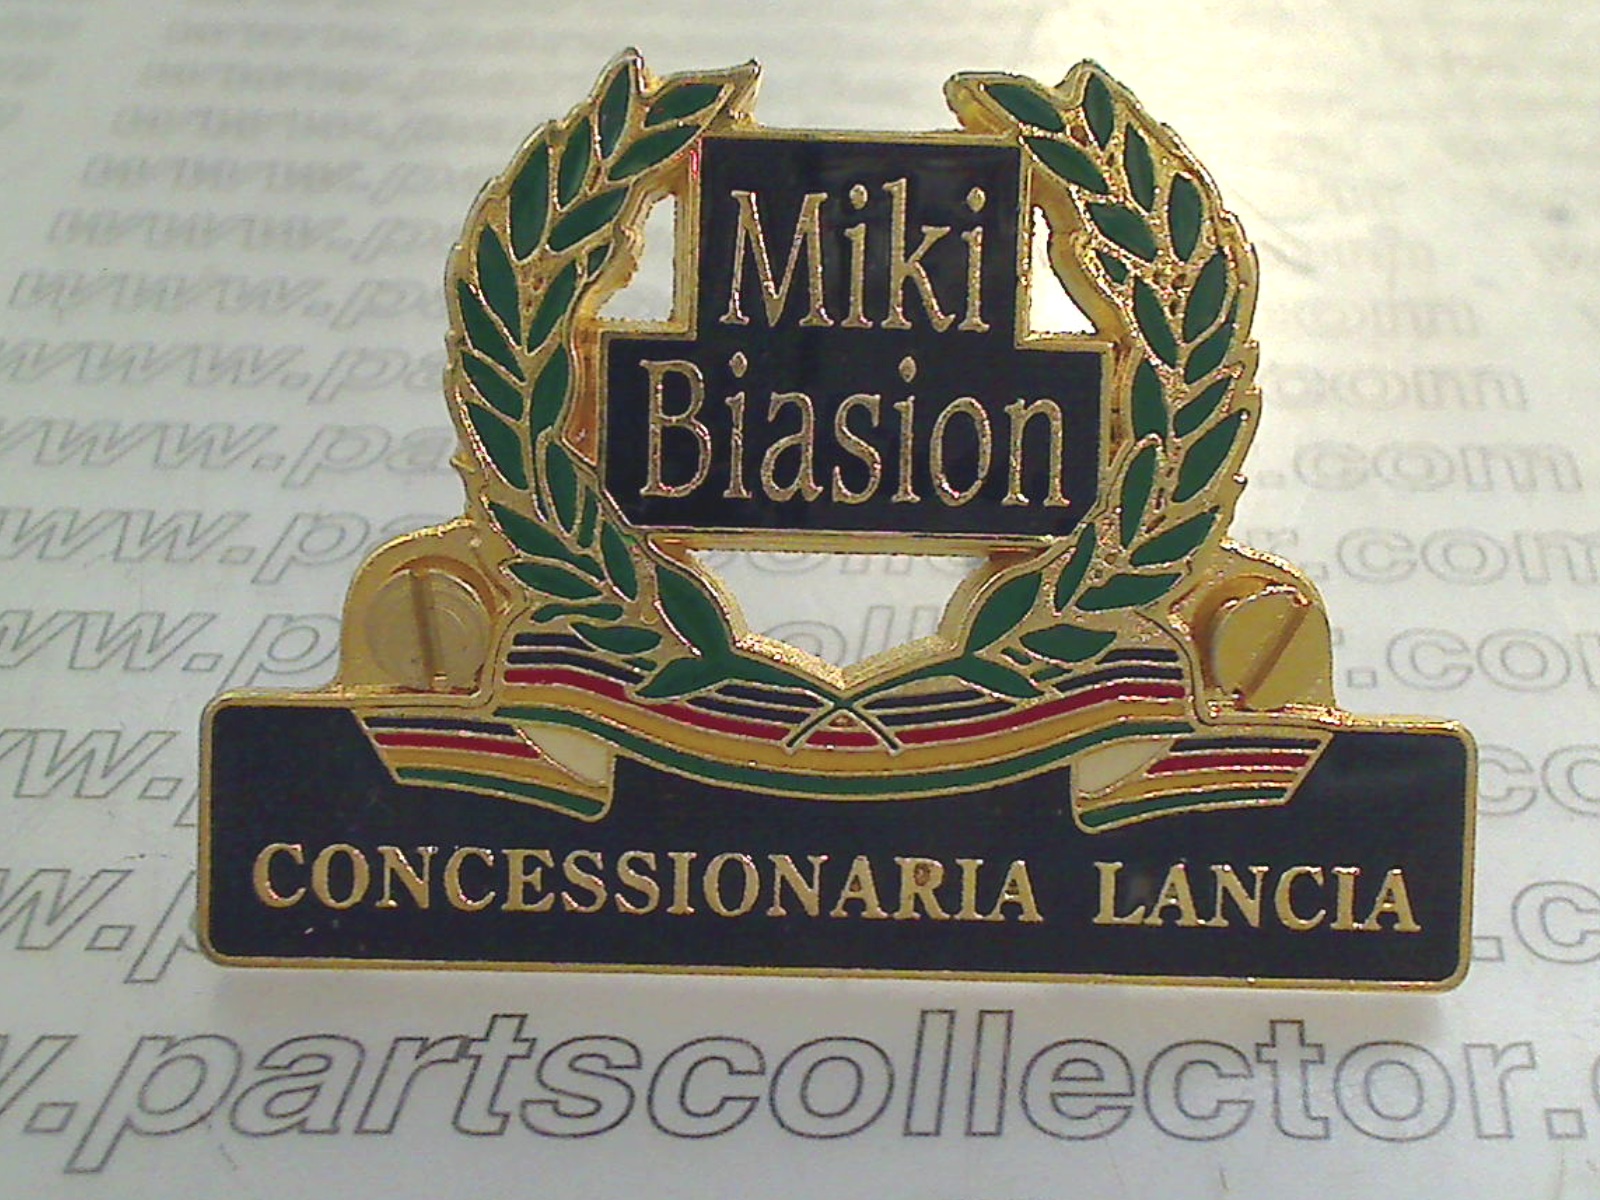 Miki
Biasion
CONCESSIONARIA LANCIA
www.partscollector.com